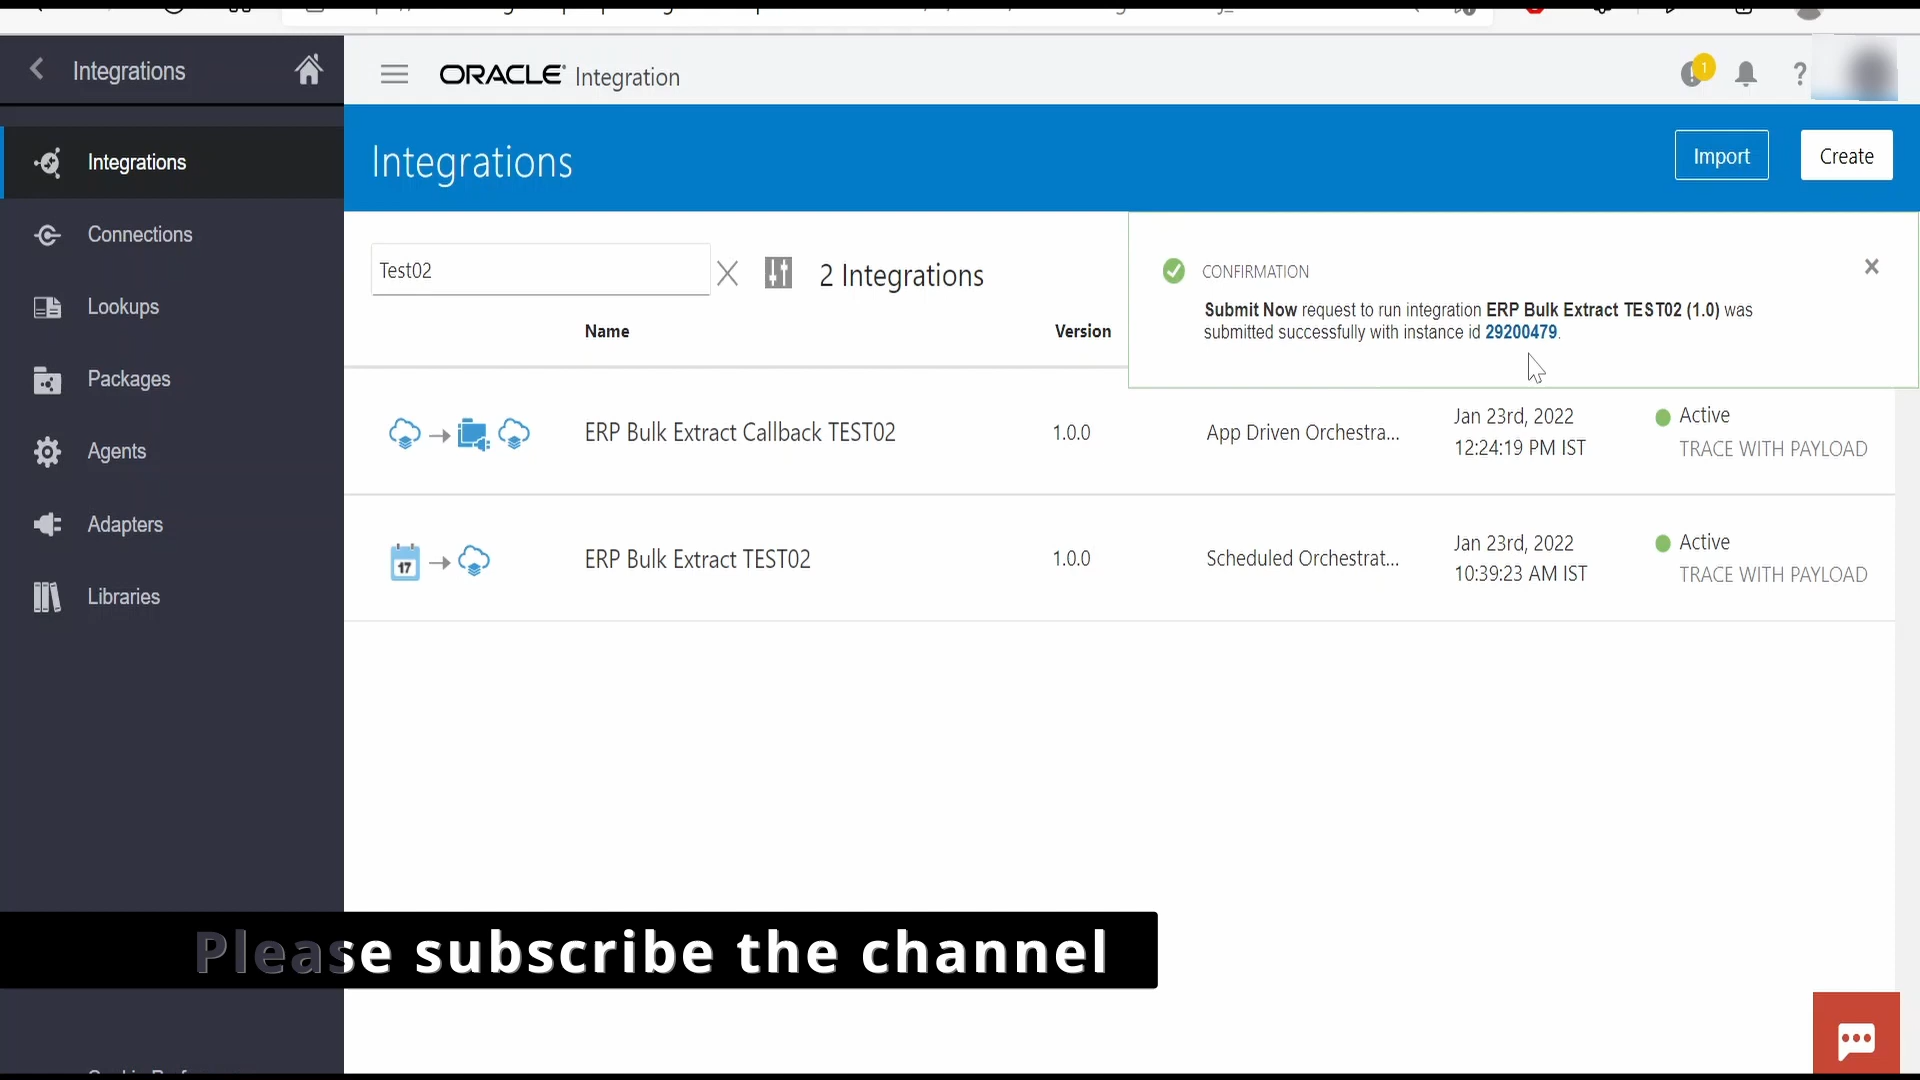 Integrations
ORACLE Integration
1
?
Integrations
Connections
Lookups
Packages
Agents
Adapters
Libraries
Integrations
Import
Create
Test02
2 Integrations
CONFIRMATION
Submit Now request to run integration ERP Bulk Extract TEST02 (1.0) was
submitted successfully with instance id 29200479.
Name
Version
ERP Bulk Extract Callback TEST02
1.0.0
App Driven Orchestra...
Jan 23rd, 2022
12:24:19 PM IST
Active
TRACE WITH PAYLOAD
17
ERP Bulk Extract TEST02
1.0.0
Scheduled Orchestrat...
Jan 23rd, 2022
10:39:23 AM IST
Active
TRACE WITH PAYLOAD
Please subscribe the channel